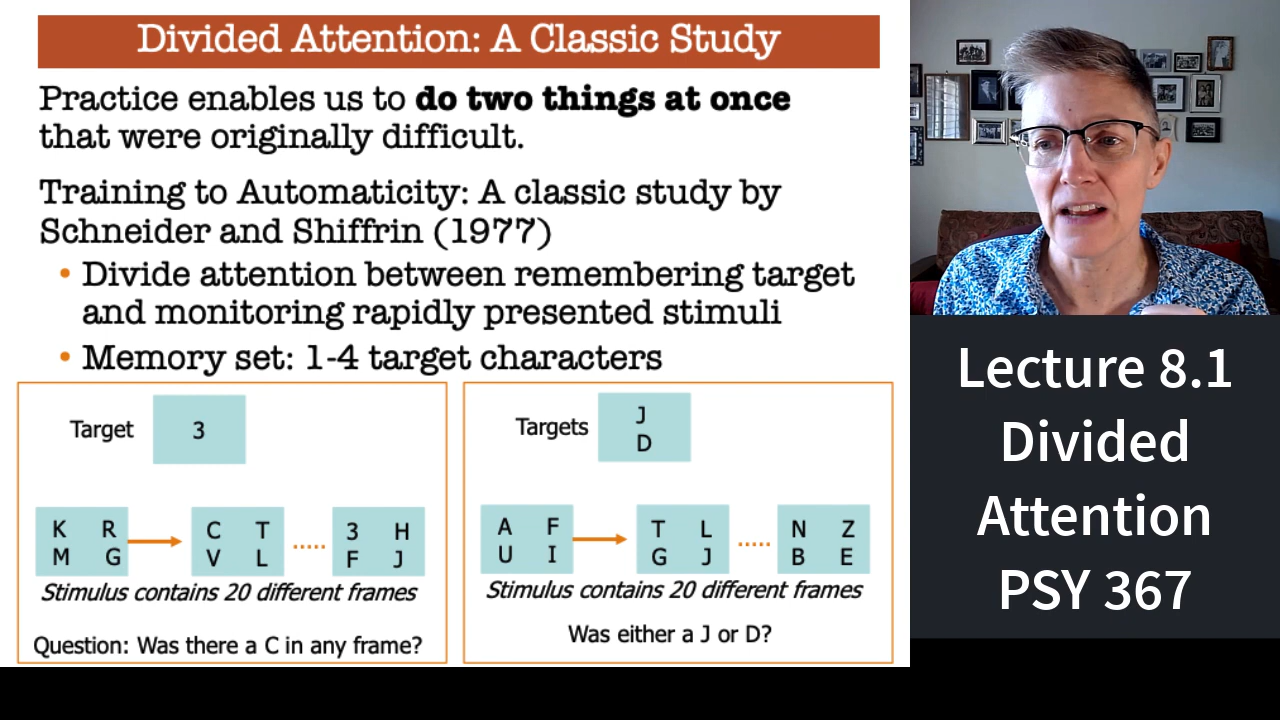 Divided Attention: A Classic Study
Practice enables us to do two things at once
that were originally difficult.
Training to Automaticity: A classic study by
Schneider and Shiffrin (1977)
• Divide attention between remembering target
and monitoring rapidly presented stimuli
• Memory set: 1-4 target characters
Target
3
K R
M G
C T
V L
.....
3 H
F J
Stimulus contains 20 different frames
Question: Was there a C in any frame?
Targets
J
D
A F
U I
T L
G J
.....
N Z
B E
Stimulus contains 20 different frames
Was either a J or D?
Lecture 8.1
Divided
Attention
PSY 367